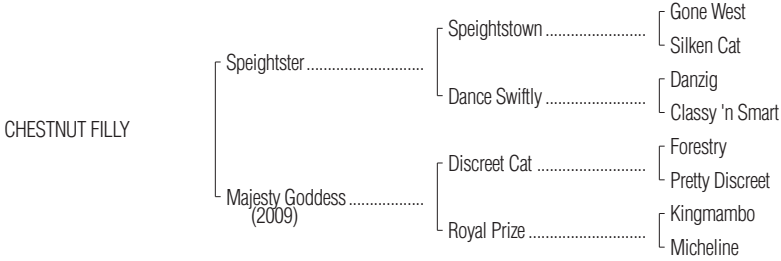 Gone West
Speightstown ........................
Silken Cat
Speightster ............................
Danzig
Dance Swiftly ........................
Classy 'n Smart
CHESTNUT FILLY
Forestry
Discreet Cat ..........................
Pretty Discreet
Majesty Goddess ..................
(2009)
Kingmambo
Royal Prize ............................
Micheline